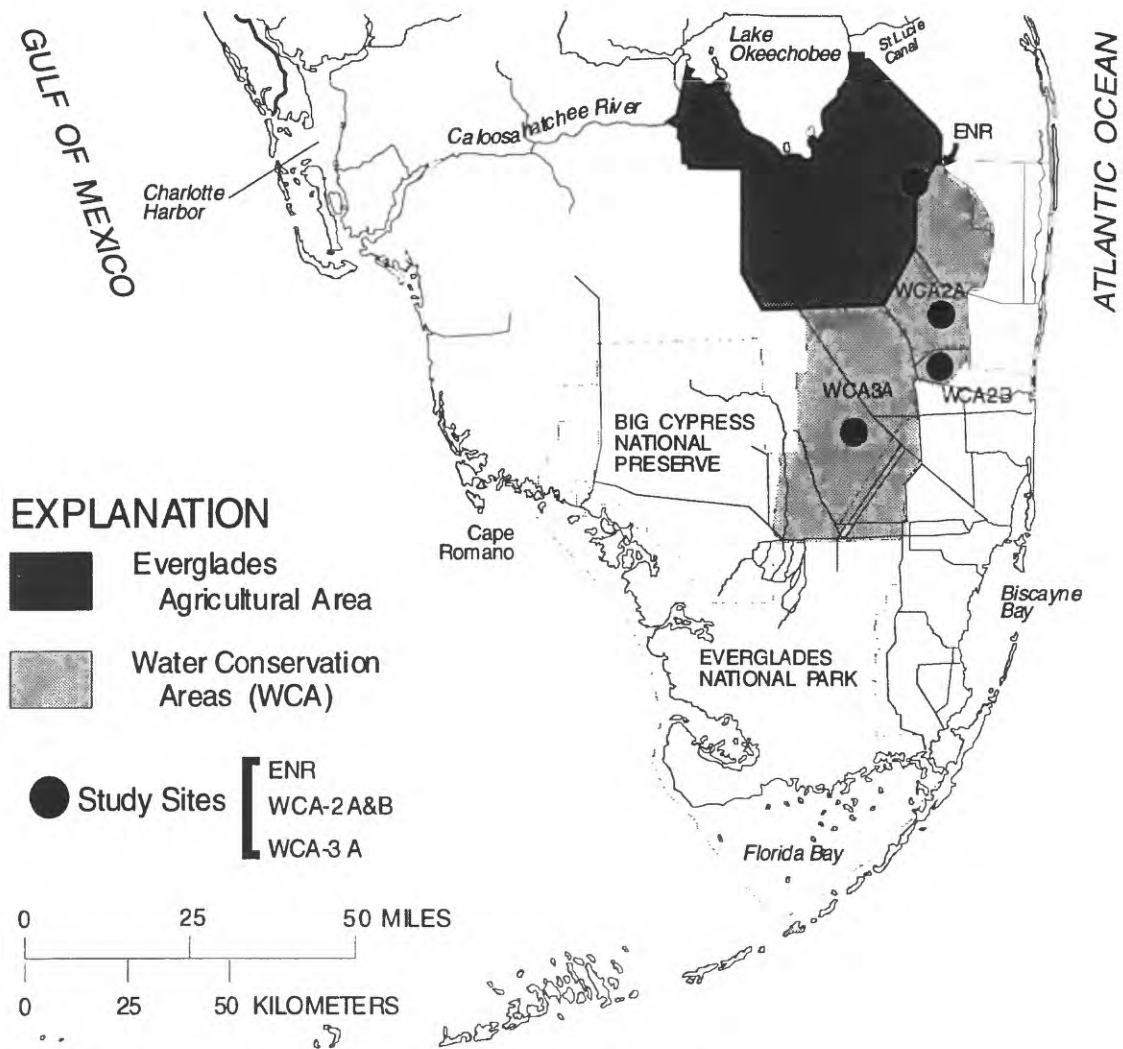 GULF OF MEXICO
Lake
Okeechobee
St Lucie
Canal
ATLANTIC OCEAN
Caloosahatchee River
ENR
Charlotte
Harbor
WCA2A
WCA3A
WCA2B
BIG CYPRESS
NATIONAL
PRESERVE
Cape
Romano
Biscayne
Bay
EVERGLADES
NATIONAL PARK
Florida Bay
EXPLANATION
Everglades
Agricultural Area
Water Conservation
Areas (WCA)
Study Sites
ENR
WCA-2 A&B
WCA-3 A
0 25 50 MILES
0 25 50 KILOMETERS